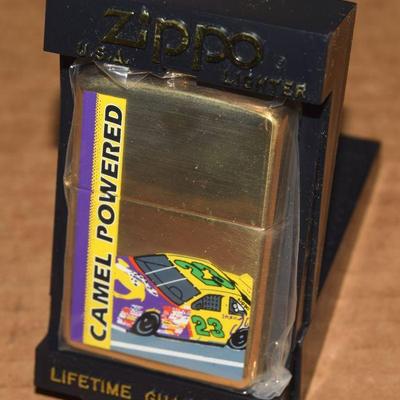 Zippo
U.S.A.
LIGHTER
CAMEL POWERED
23
23
LIFETIME